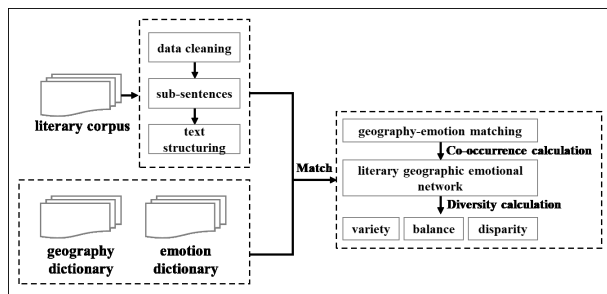 data cleaning
sub-sentences
text
structuring
literary corpus
geography
dictionary
emotion
dictionary
Match
geography-emotion matching
Co-occurrence calculation
literary geographic emotional
network
Diversity calculation
variety
balance
disparity